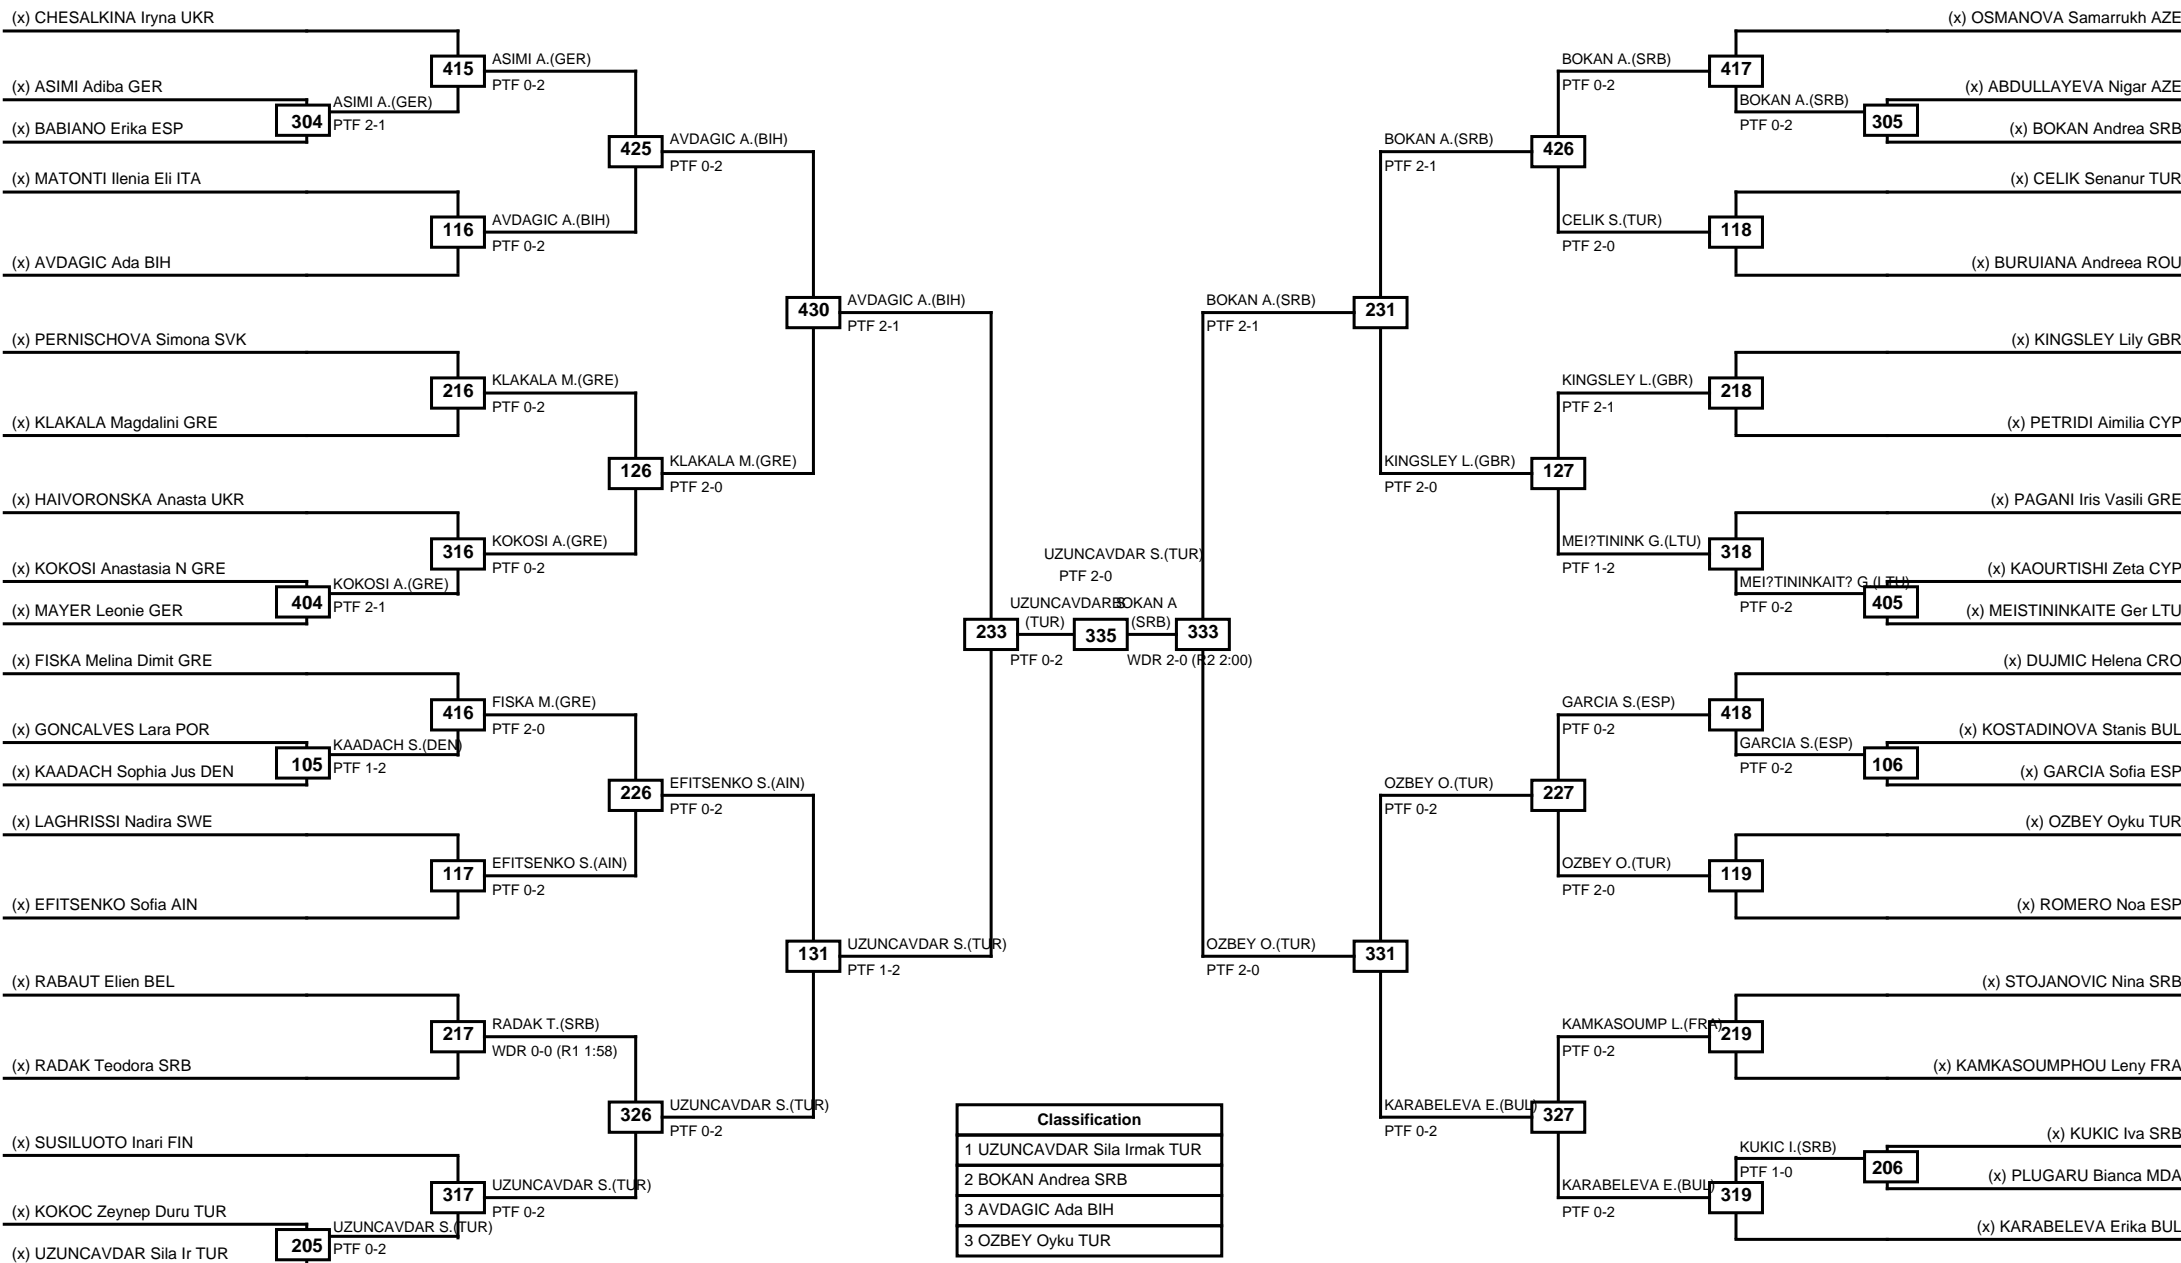 (x) CHESALKINA Iryna UKR
(x) ASIMI Adiba GER
(x) BABIANO Erika ESP
(x) MATONTI Ilenia Eli ITA
(x) AVDAGIC Ada BIH
(x) PERNISCHOVA Simona SVK
(x) KLAKALA Magdalini GRE
(x) HAIVORONSKA Anasta UKR
(x) KOKOSI Anastasia N GRE
(x) MAYER Leonie GER
(x) FISKA Melina Dimit GRE
(x) GONCALVES Lara POR
(x) KAADACH Sophia Jus DEN
(x) LAGHRISSI Nadira SWE
(x) EFITSENKO Sofia AIN
(x) RABAUT Elien BEL
(x) RADAK Teodora SRB
(x) SUSILUOTO Inari FIN
(x) KOKOC Zeynep Duru TUR
(x) UZUNCAVDAR Sila Ir TUR
304
ASIMI A.(GER)
PTF 2-1
404
KOKOSI A.(GRE)
PTF 2-1
105
KAADACH S.(DEN)
PTF 1-2
205
UZUNCAVDAR S.(TUR)
PTF 0-2
415
ASIMI A.(GER)
PTF 0-2
116
AVDAGIC A.(BIH)
PTF 0-2
216
KLAKALA M.(GRE)
PTF 0-2
316
KOKOSI A.(GRE)
PTF 0-2
416
FISKA M.(GRE)
PTF 2-0
117
EFITSENKO S.(AIN)
PTF 0-2
217
RADAK T.(SRB)
WDR 0-0 (R1 1:58)
317
UZUNCAVDAR S.(TUR)
PTF 0-2
425
AVDAGIC A.(BIH)
PTF 0-2
126
KLAKALA M.(GRE)
PTF 2-0
226
EFITSENKO S.(AIN)
PTF 0-2
326
UZUNCAVDAR S.(TUR)
PTF 0-2
430
AVDAGIC A.(BIH)
PTF 2-1
131
UZUNCAVDAR S.(TUR)
PTF 1-2
233
UZUNCAVDAR S
(TUR)
PTF 0-2
UZUNCAVDAR S.(TUR)
PTF 2-0
335
BOKAN A
(SRB)
333
WDR 2-0 (R2 2:00)
BOKAN A.(SRB)
PTF 2-1
231
OZBEY O.(TUR)
PTF 2-0
331
BOKAN A.(SRB)
PTF 2-1
426
KINGSLEY L.(GBR)
PTF 2-0
127
OZBEY O.(TUR)
PTF 0-2
227
KARABELEVA E.(BUL)
PTF 0-2
327
BOKAN A.(SRB)
PTF 0-2
417
CELIK S.(TUR)
PTF 2-0
118
KINGSLEY L.(GBR)
PTF 2-1
218
MEI?TININK G.(LTU)
PTF 1-2
318
GARCIA S.(ESP)
PTF 0-2
418
OZBEY O.(TUR)
PTF 2-0
119
KAMKASOUMP L.(FRA)
PTF 0-2
219
KARABELEVA E.(BUL)
PTF 0-2
319
BOKAN A.(SRB)
PTF 0-2
305
MEI?TININKAIT? G.(LTU)
PTF 0-2
405
GARCIA S.(ESP)
PTF 0-2
106
KUKIC I.(SRB)
PTF 1-0
206
(x) OSMANOVA Samarrukh AZE
(x) ABDULLAYEVA Nigar AZE
(x) BOKAN Andrea SRB
(x) CELIK Senanur TUR
(x) BURUIANA Andreea ROU
(x) KINGSLEY Lily GBR
(x) PETRIDI Aimilia CYP
(x) PAGANI Iris Vasili GRE
(x) KAOURTISHI Zeta CYP
(x) MEISTININKAITE Ger LTU
(x) DUJMIC Helena CRO
(x) KOSTADINOVA Stanis BUL
(x) GARCIA Sofia ESP
(x) OZBEY Oyku TUR
(x) ROMERO Noa ESP
(x) STOJANOVIC Nina SRB
(x) KAMKASOUMPHOU Leny FRA
(x) KUKIC Iva SRB
(x) PLUGARU Bianca MDA
(x) KARABELEVA Erika BUL
Classification
1 UZUNCAVDAR Sila Irmak TUR
2 BOKAN Andrea SRB
3 AVDAGIC Ada BIH
3 OZBEY Oyku TUR